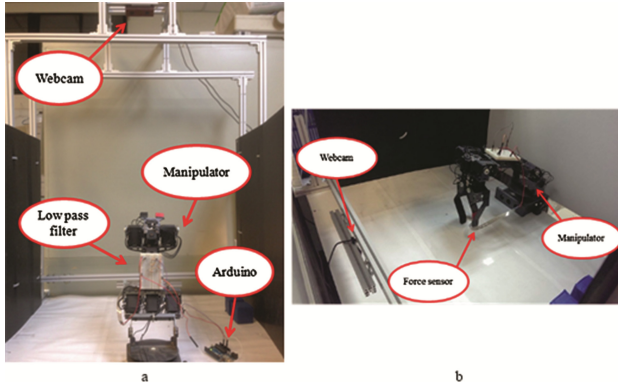 Webcam
Manipulator
Low pass
filter
Arduino
a
Webcam
Manipulator
Force sensor
b